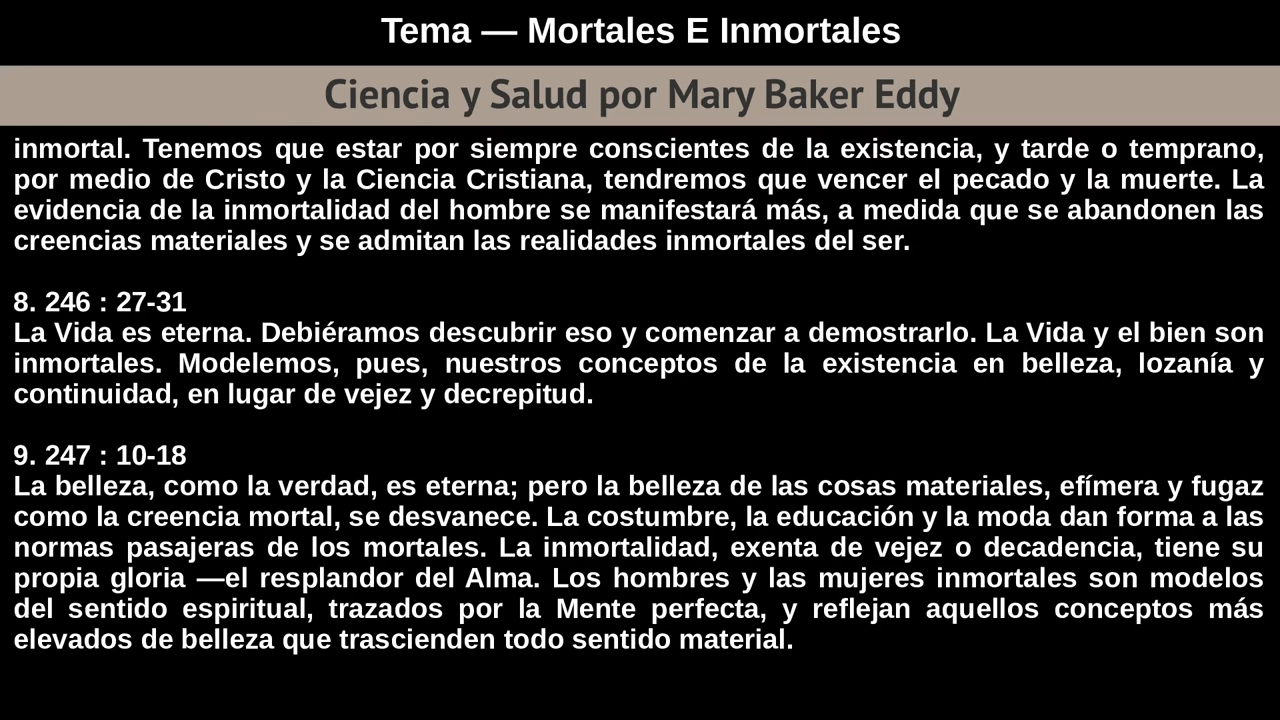 Tema — Mortales E Inmortales
Ciencia y Salud por Mary Baker Eddy
inmortal. Tenemos que estar por siempre conscientes de la existencia, y tarde o temprano,
por medio de Cristo y la Ciencia Cristiana, tendremos que vencer el pecado y la muerte. La
evidencia de la inmortalidad del hombre se manifestará más, a medida que se abandonen las
creencias materiales y se admitan las realidades inmortales del ser.
8. 246 : 27-31
La Vida es eterna. Debiéramos descubrir eso y comenzar a demostrarlo. La Vida y el bien son
inmortales. Modelemos, pues, nuestros conceptos de la existencia en belleza, lozanía y
continuidad, en lugar de vejez y decrepitud.
9. 247 : 10-18
La belleza, como la verdad, es eterna; pero la belleza de las cosas materiales, efímera y fugaz
como la creencia mortal, se desvanece. La costumbre, la educación y la moda dan forma a las
normas pasajeras de los mortales. La inmortalidad, exenta de vejez o decadencia, tiene su
propia gloria —el resplandor del Alma. Los hombres y las mujeres inmortales son modelos
del sentido espiritual, trazados por la Mente perfecta, y reflejan aquellos conceptos más
elevados de belleza que trascienden todo sentido material.